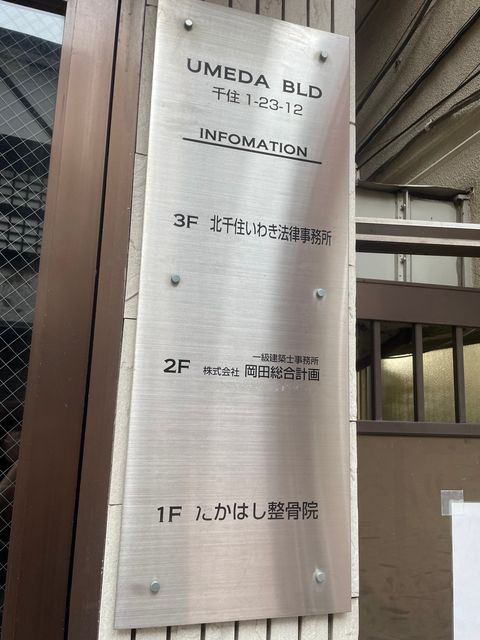 UMEDA BLD
千住 1-23-12
INFOMATION
3F 北千住いわき法律事務所
一級建築士事務所
2F 株式会社 岡田総合計画
1F たかはし整骨院